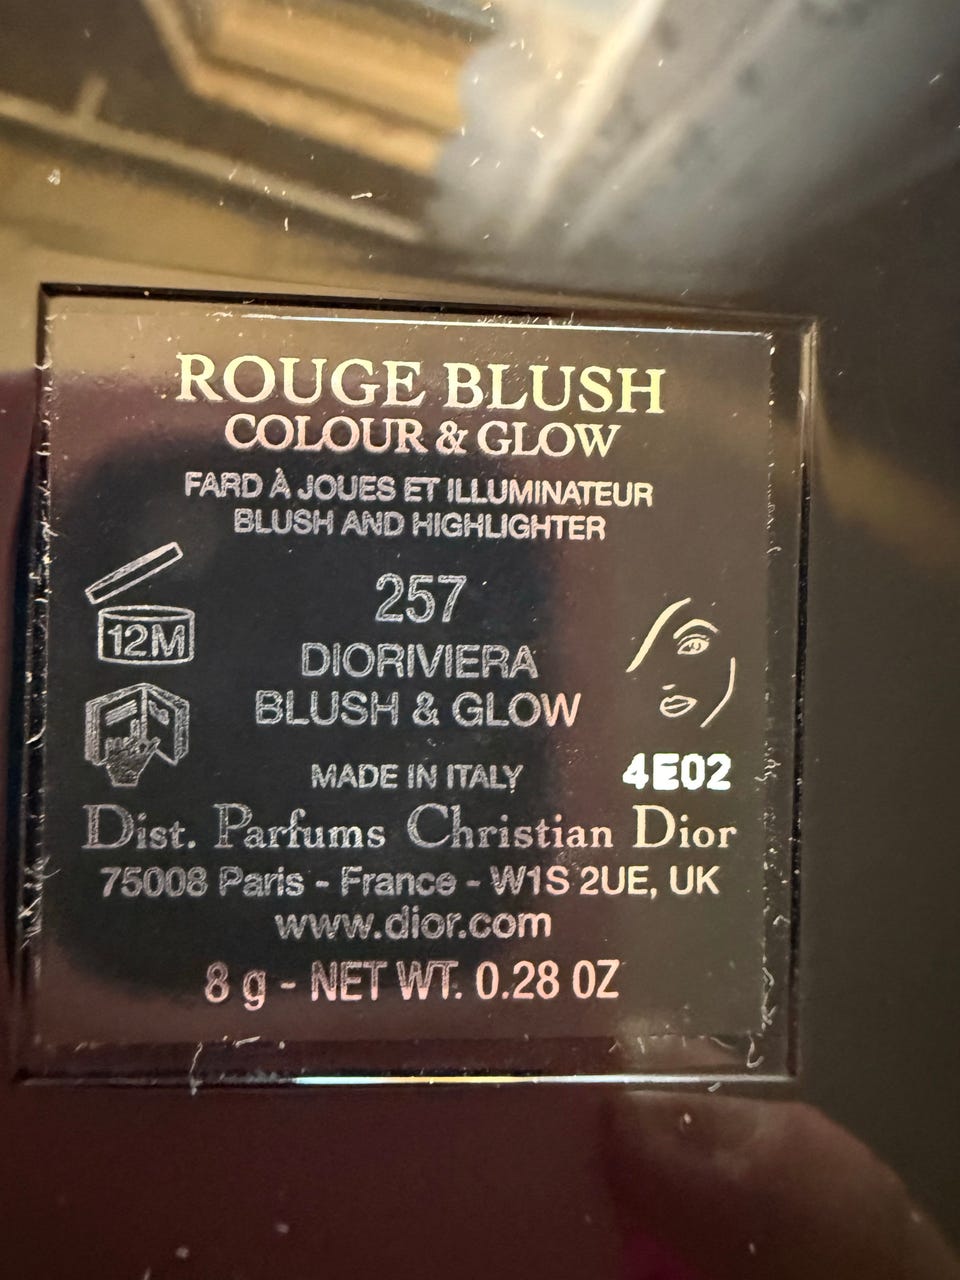 ROUGE BLUSH
COLOUR & GLOW
FARD À JOUES ET ILLUMINATEUR
BLUSH AND HIGHLIGHTER
12M
257
DIORIVIERA
BLUSH & GLOW
MADE IN ITALY
4E02
Dist. Parfums Christian Dior
75008 Paris - France - W1S 2UE, UK
www.dior.com
8 g - NET WT. 0.28 OZ